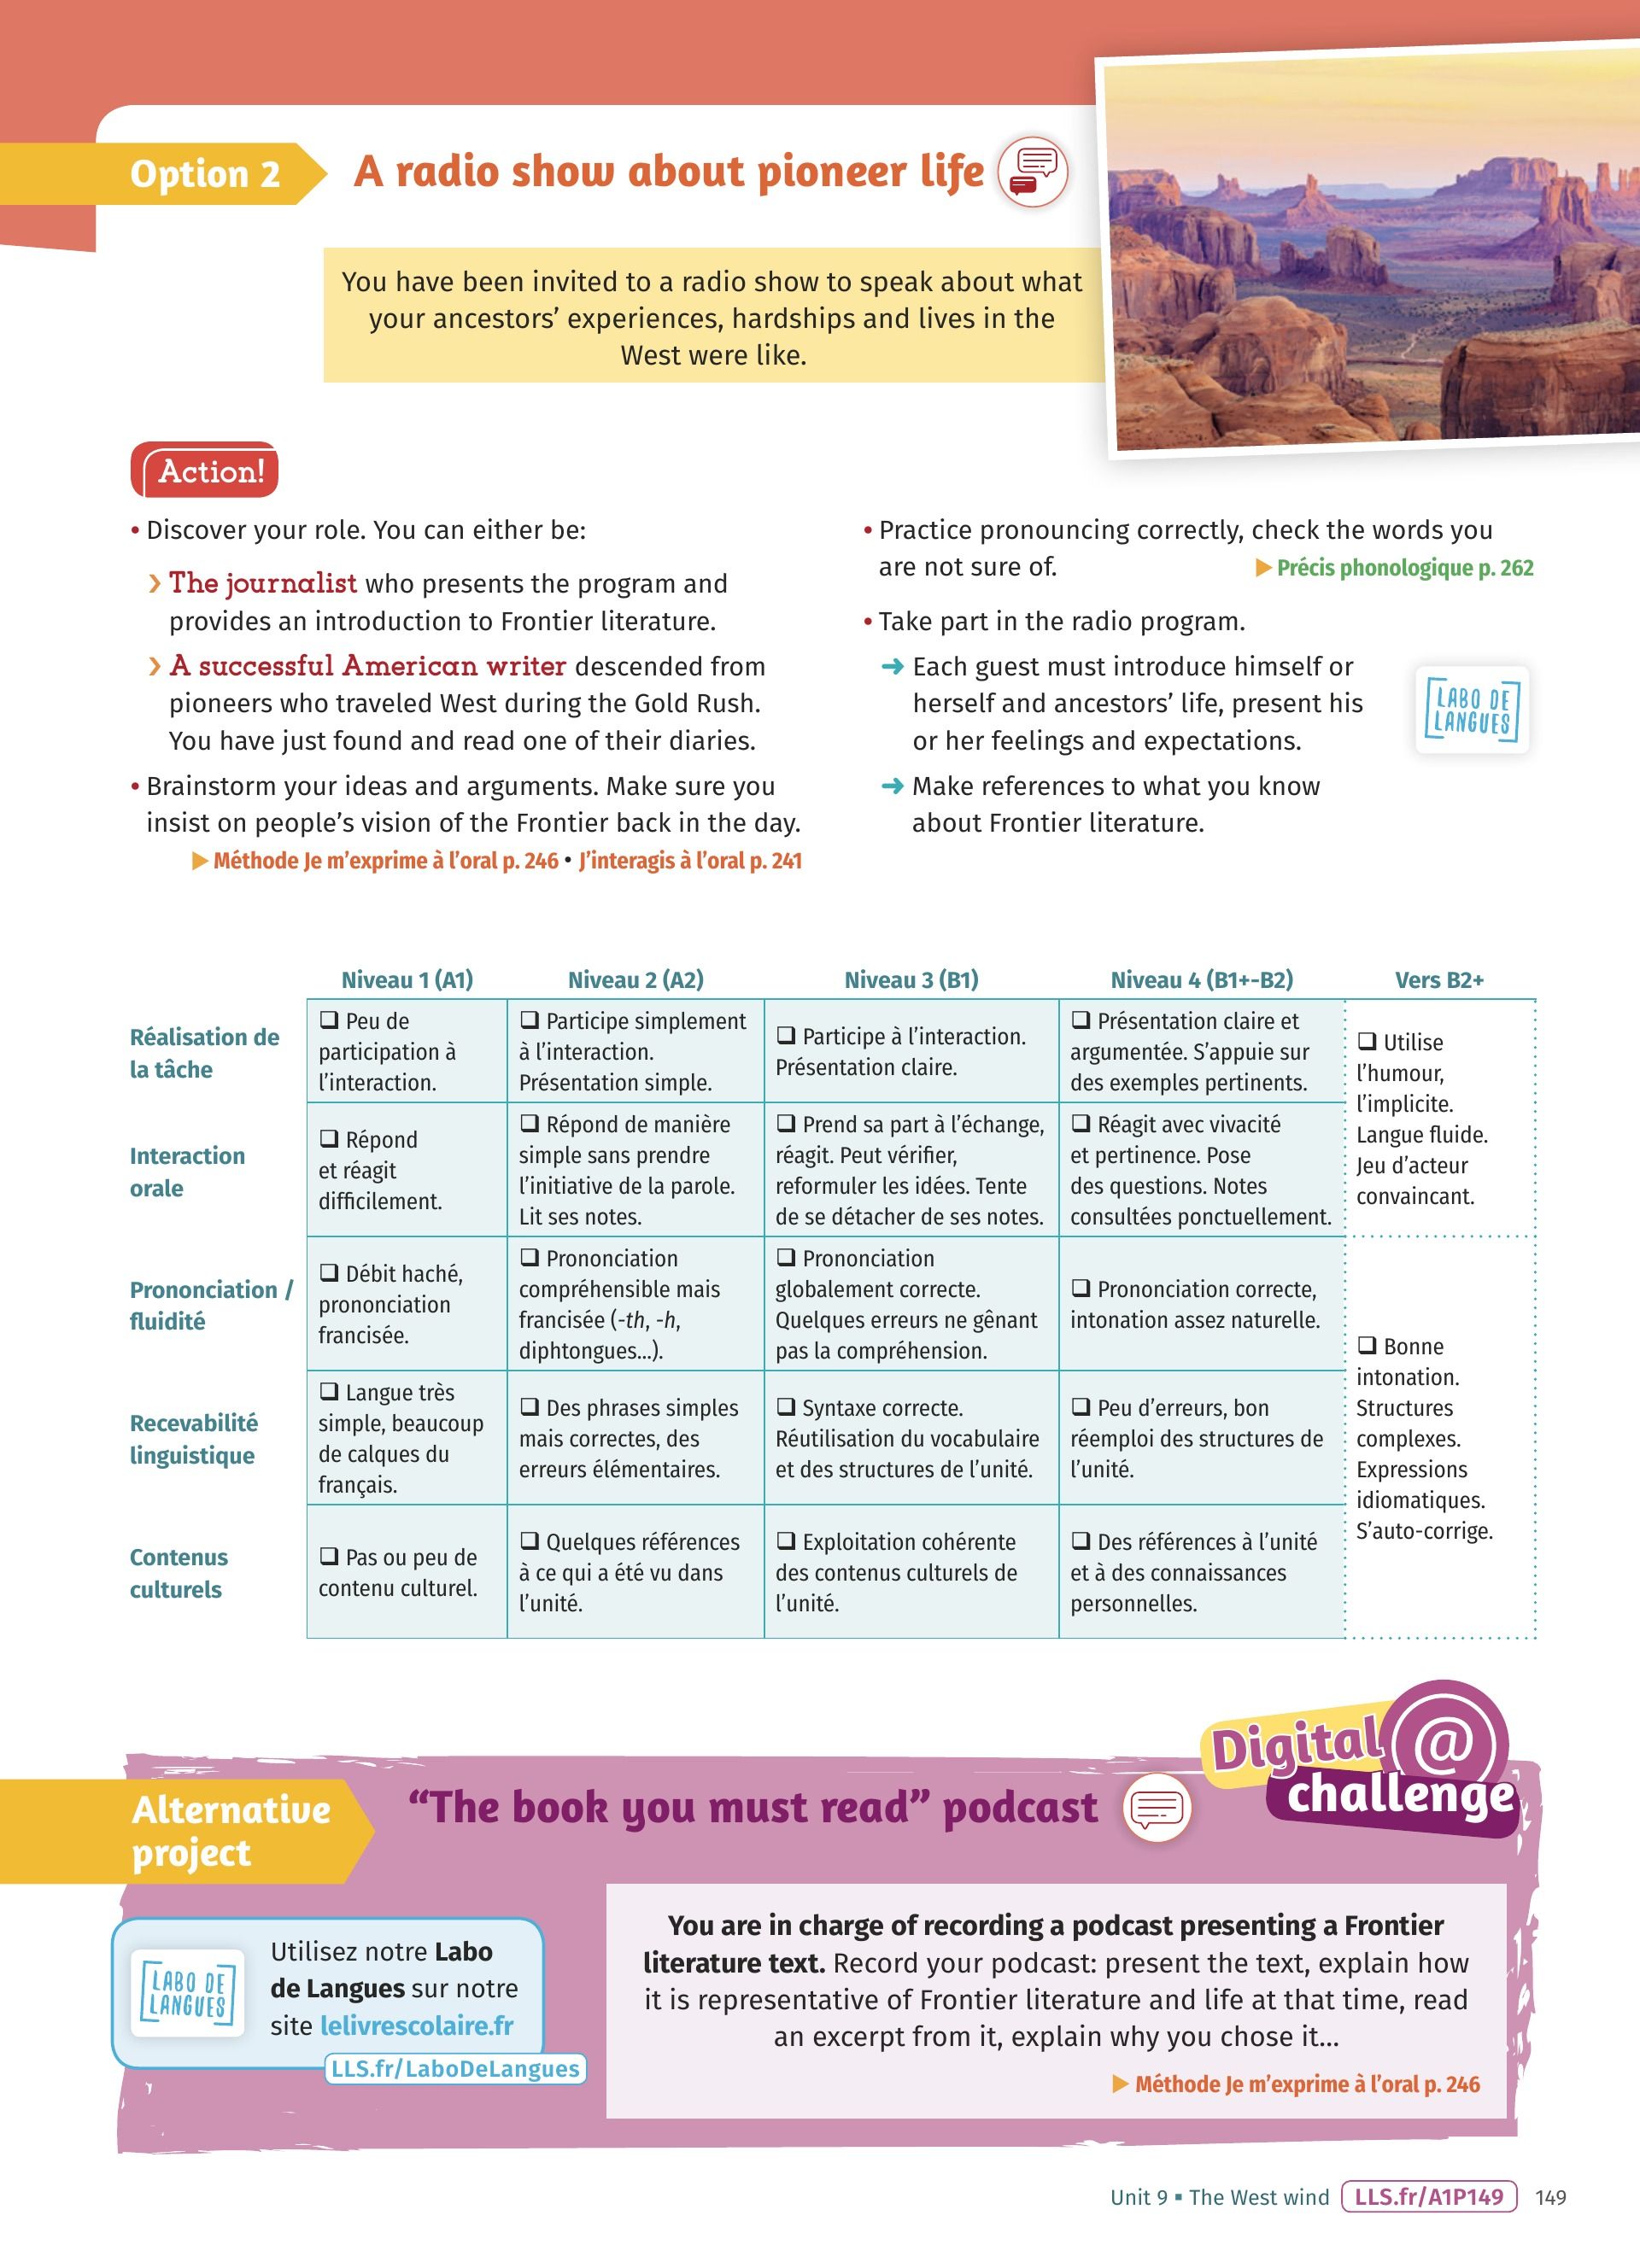 Option 2
A radio show about pioneer life
You have been invited to a radio show to speak about what
your ancestors’ experiences, hardships and lives in the
West were like.
Action!
• Discover your role. You can either be:
› The journalist who presents the program and
provides an introduction to Frontier literature.
› A successful American writer descended from
pioneers who traveled West during the Gold Rush.
You have just found and read one of their diaries.
• Brainstorm your ideas and arguments. Make sure you
insist on people’s vision of the Frontier back in the day.
▶ Méthode Je m’exprime à l’oral p. 246 • J’interagis à l’oral p. 241
• Practice pronouncing correctly, check the words you
are not sure of.
▶ Précis phonologique p. 262
• Take part in the radio program.
➜ Each guest must introduce himself or
herself and ancestors’ life, present his
or her feelings and expectations.
➜ Make references to what you know
about Frontier literature.
LABO DE
LANGUES
Niveau 1 (A1)
Niveau 2 (A2)
Niveau 3 (B1)
Niveau 4 (B1+-B2)
Vers B2+
Réalisation de
la tâche
❑ Peu de
participation à
l’interaction.
❑ Participe simplement
à l’interaction.
Présentation simple.
❑ Participe à l’interaction.
Présentation claire.
❑ Présentation claire et
argumentée. S’appuie sur
des exemples pertinents.
❑ Utilise
l’humour,
l’implicite.
Langue fluide.
Jeu d’acteur
convaincant.
Interaction
orale
❑ Répond
et réagit
difficilement.
❑ Répond de manière
simple sans prendre
l’initiative de la parole.
Lit ses notes.
❑ Prend sa part à l’échange,
réagit. Peut vérifier,
reformuler les idées. Tente
de se détacher de ses notes.
❑ Réagit avec vivacité
et pertinence. Pose
des questions. Notes
consultées ponctuellement.
Prononciation /
fluidité
❑ Débit haché,
prononciation
francisée.
❑ Prononciation
compréhensible mais
francisée (-th, -h,
diphtongues…).
❑ Prononciation
globalement correcte.
Quelques erreurs ne gênant
pas la compréhension.
❑ Prononciation correcte,
intonation assez naturelle.
❑ Bonne
intonation.
Structures
complexes.
Expressions
idiomatiques.
S’auto-corrige.
Recevabilité
linguistique
❑ Langue très
simple, beaucoup
de calques du
français.
❑ Des phrases simples
mais correctes, des
erreurs élémentaires.
❑ Syntaxe correcte.
Réutilisation du vocabulaire
et des structures de l’unité.
❑ Peu d’erreurs, bon
réemploi des structures de
l’unité.
Contenus
culturels
❑ Pas ou peu de
contenu culturel.
❑ Quelques références
à ce qui a été vu dans
l’unité.
❑ Exploitation cohérente
des contenus culturels de
l’unité.
❑ Des références à l’unité
et à des connaissances
personnelles.
Digital @
challenge
Alternative
project
“The book you must read” podcast
LABO DE
LANGUES
Utilisez notre Labo
de Langues sur notre
site lelivrescolaire.fr
LLS.fr/LaboDeLangues
You are in charge of recording a podcast presenting a Frontier
literature text. Record your podcast: present the text, explain how
it is representative of Frontier literature and life at that time, read
an excerpt from it, explain why you chose it…
▶ Méthode Je m’exprime à l’oral p. 246
Unit 9 ▪ The West wind LLS.fr/A1P149 149